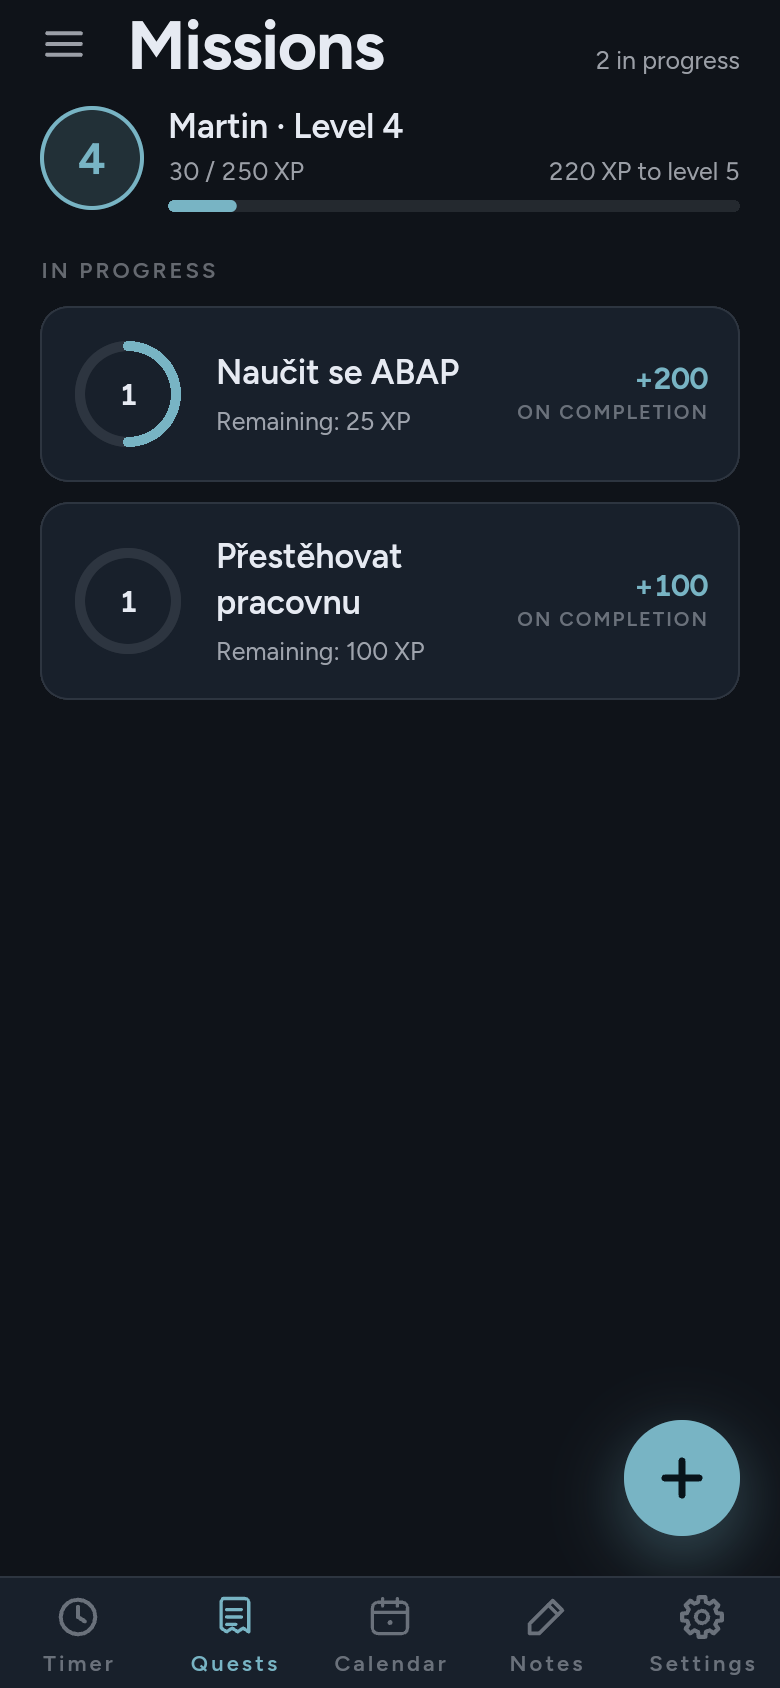 Missions
2 in progress
4
Martin · Level 4
30 / 250 XP
220 XP to level 5
IN PROGRESS
1
Naučit se ABAP
Remaining: 25 XP
+200
ON COMPLETION
1
Přestěhovat
pracovnu
Remaining: 100 XP
+100
ON COMPLETION
Timer
Quests
Calendar
Notes
Settings